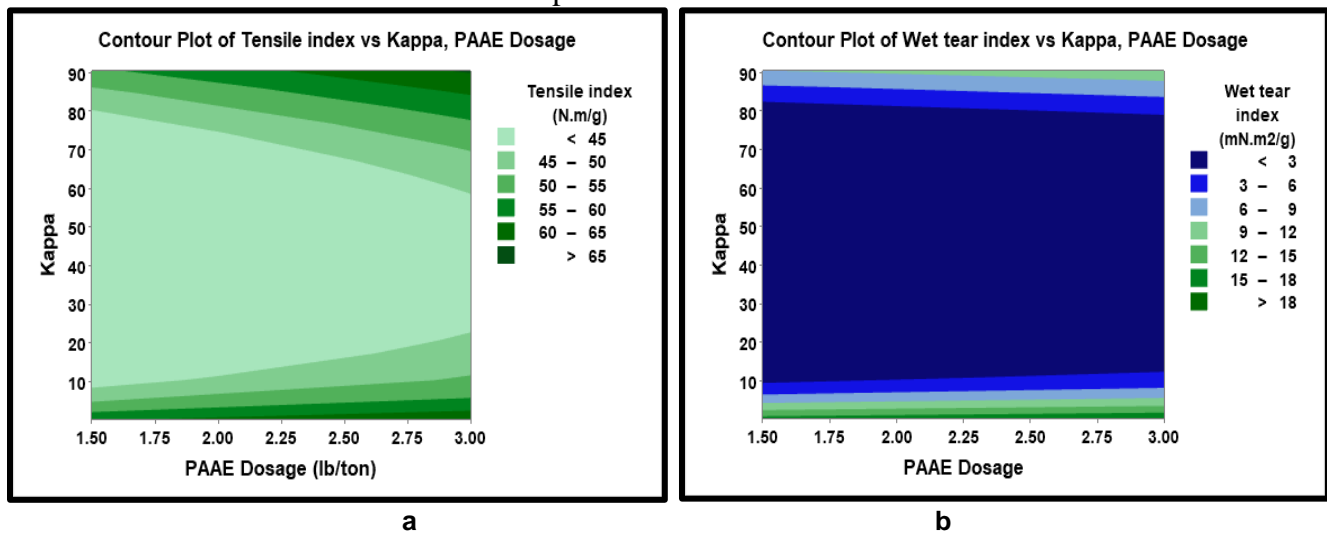 Contour Plot of Tensile index vs Kappa, PAAE Dosage
Tensile index
(N.m/g)
< 45
45 – 50
50 – 55
55 – 60
60 – 65
> 65
Kappa
90
80
70
60
50
40
30
20
10
1.50 1.75 2.00 2.25 2.50 2.75 3.00
PAAE Dosage (lb/ton)
a
Contour Plot of Wet tear index vs Kappa, PAAE Dosage
Wet tear
index
(mN.m2/g)
< 3
3 – 6
6 – 9
9 – 12
12 – 15
15 – 18
> 18
Kappa
90
80
70
60
50
40
30
20
10
1.50 1.75 2.00 2.25 2.50 2.75 3.00
PAAE Dosage
b